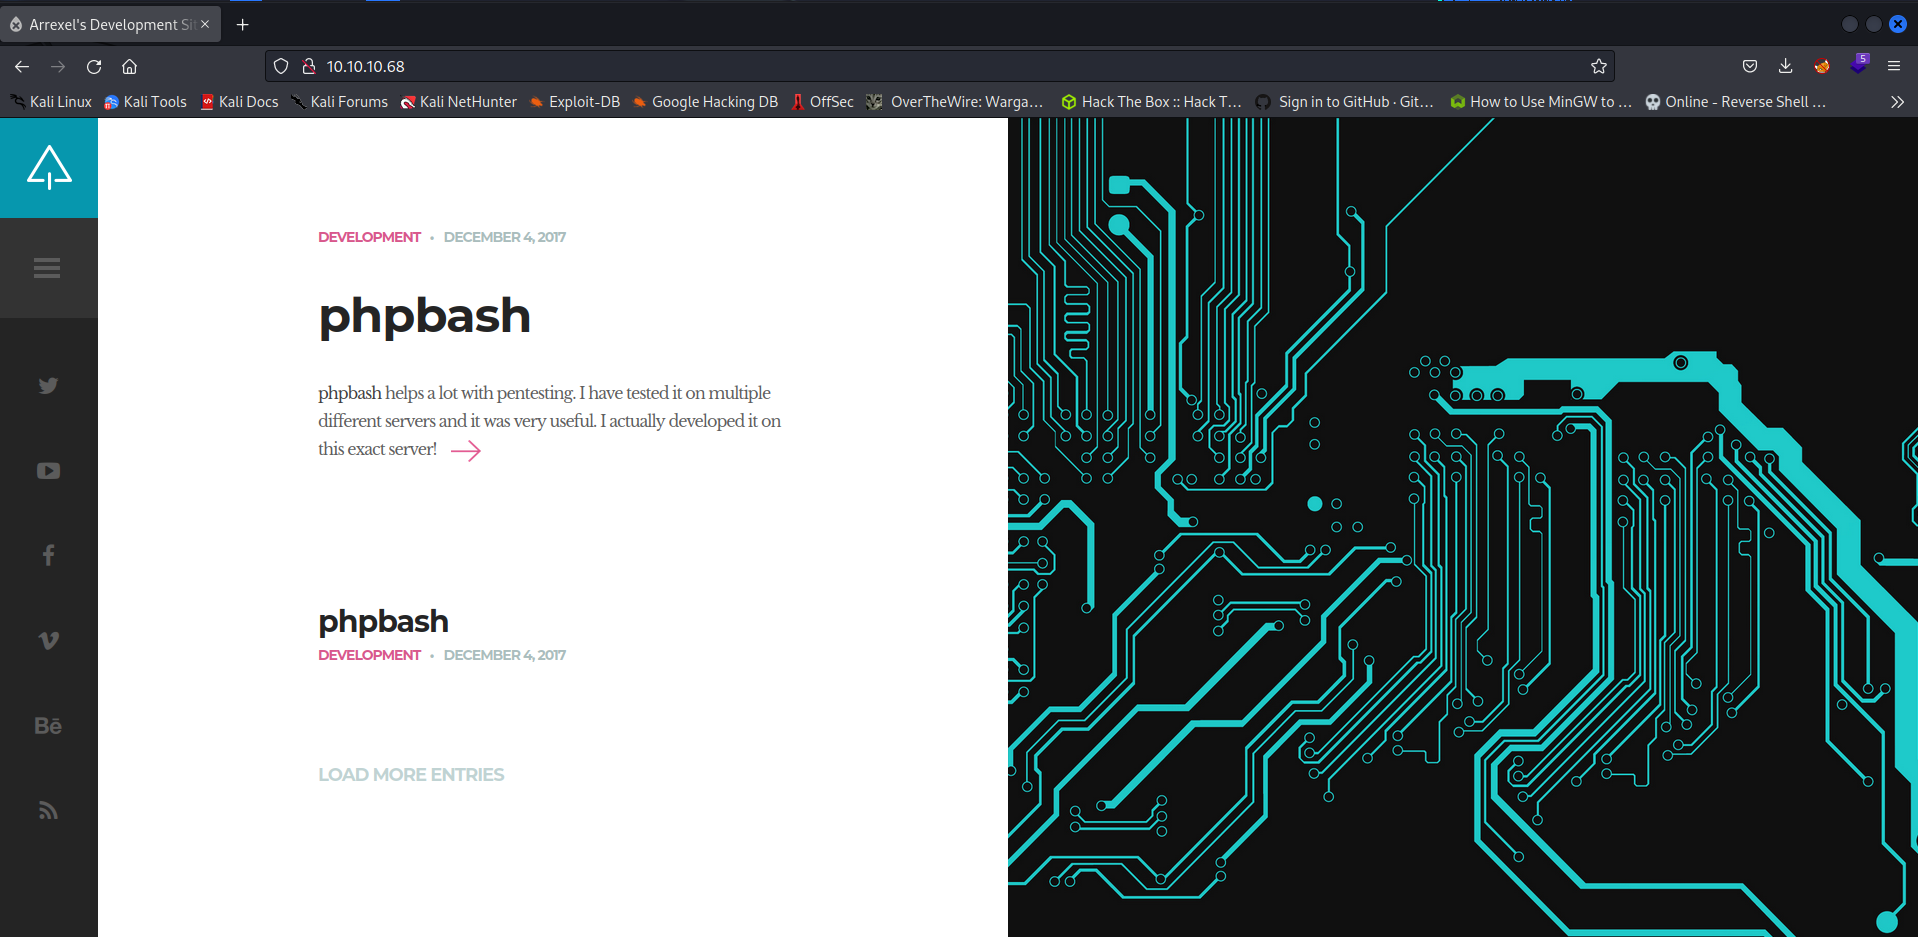 Arrexel's Development Sit
10.10.10.68
5
Kali Linux
Kali Tools
Kali Docs
Kali Forums
Kali NetHunter
Exploit-DB
Google Hacking DB
OffSec
OverTheWire: Warga…
Hack The Box :: Hack T…
Sign in to GitHub · Git…
How to Use MinGW to …
Online - Reverse Shell …
DEVELOPMENT • DECEMBER 4, 2017
phpbash
phpbash helps a lot with pentesting. I have tested it on multiple
different servers and it was very useful. I actually developed it on
this exact server!
phpbash
DEVELOPMENT • DECEMBER 4, 2017
LOAD MORE ENTRIES